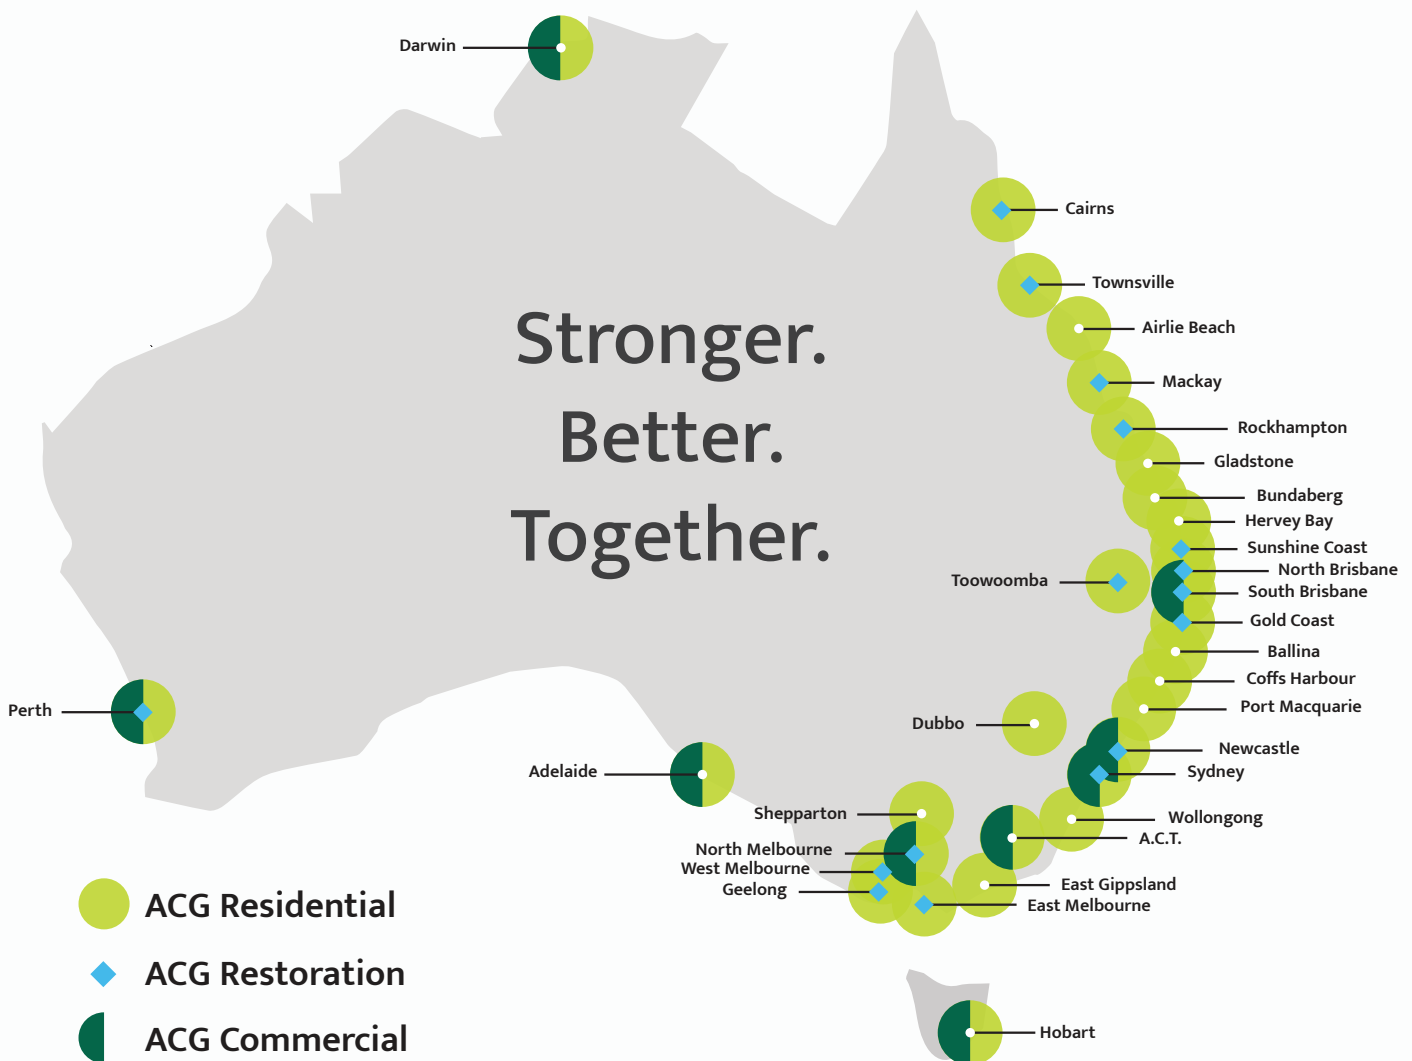 Darwin
Cairns
Townsville
Airlie Beach
Mackay
Rockhampton
Gladstone
Bundaberg
Hervey Bay
Sunshine Coast
North Brisbane
South Brisbane
Toowoomba
Gold Coast
Ballina
Coffs Harbour
Port Macquarie
Newcastle
Sydney
Wollongong
A.C.T.
East Gippsland
East Melbourne
Hobart
Stronger.
Better.
Together.
Perth
Adelaide
Dubbo
Shepparton
North Melbourne
West Melbourne
Geelong
ACG Residential
ACG Restoration
ACG Commercial